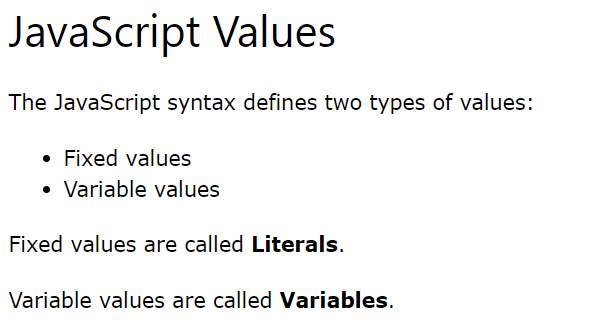 JavaScript Values
The JavaScript syntax defines two types of values:
• Fixed values
• Variable values
Fixed values are called Literals.
Variable values are called Variables.